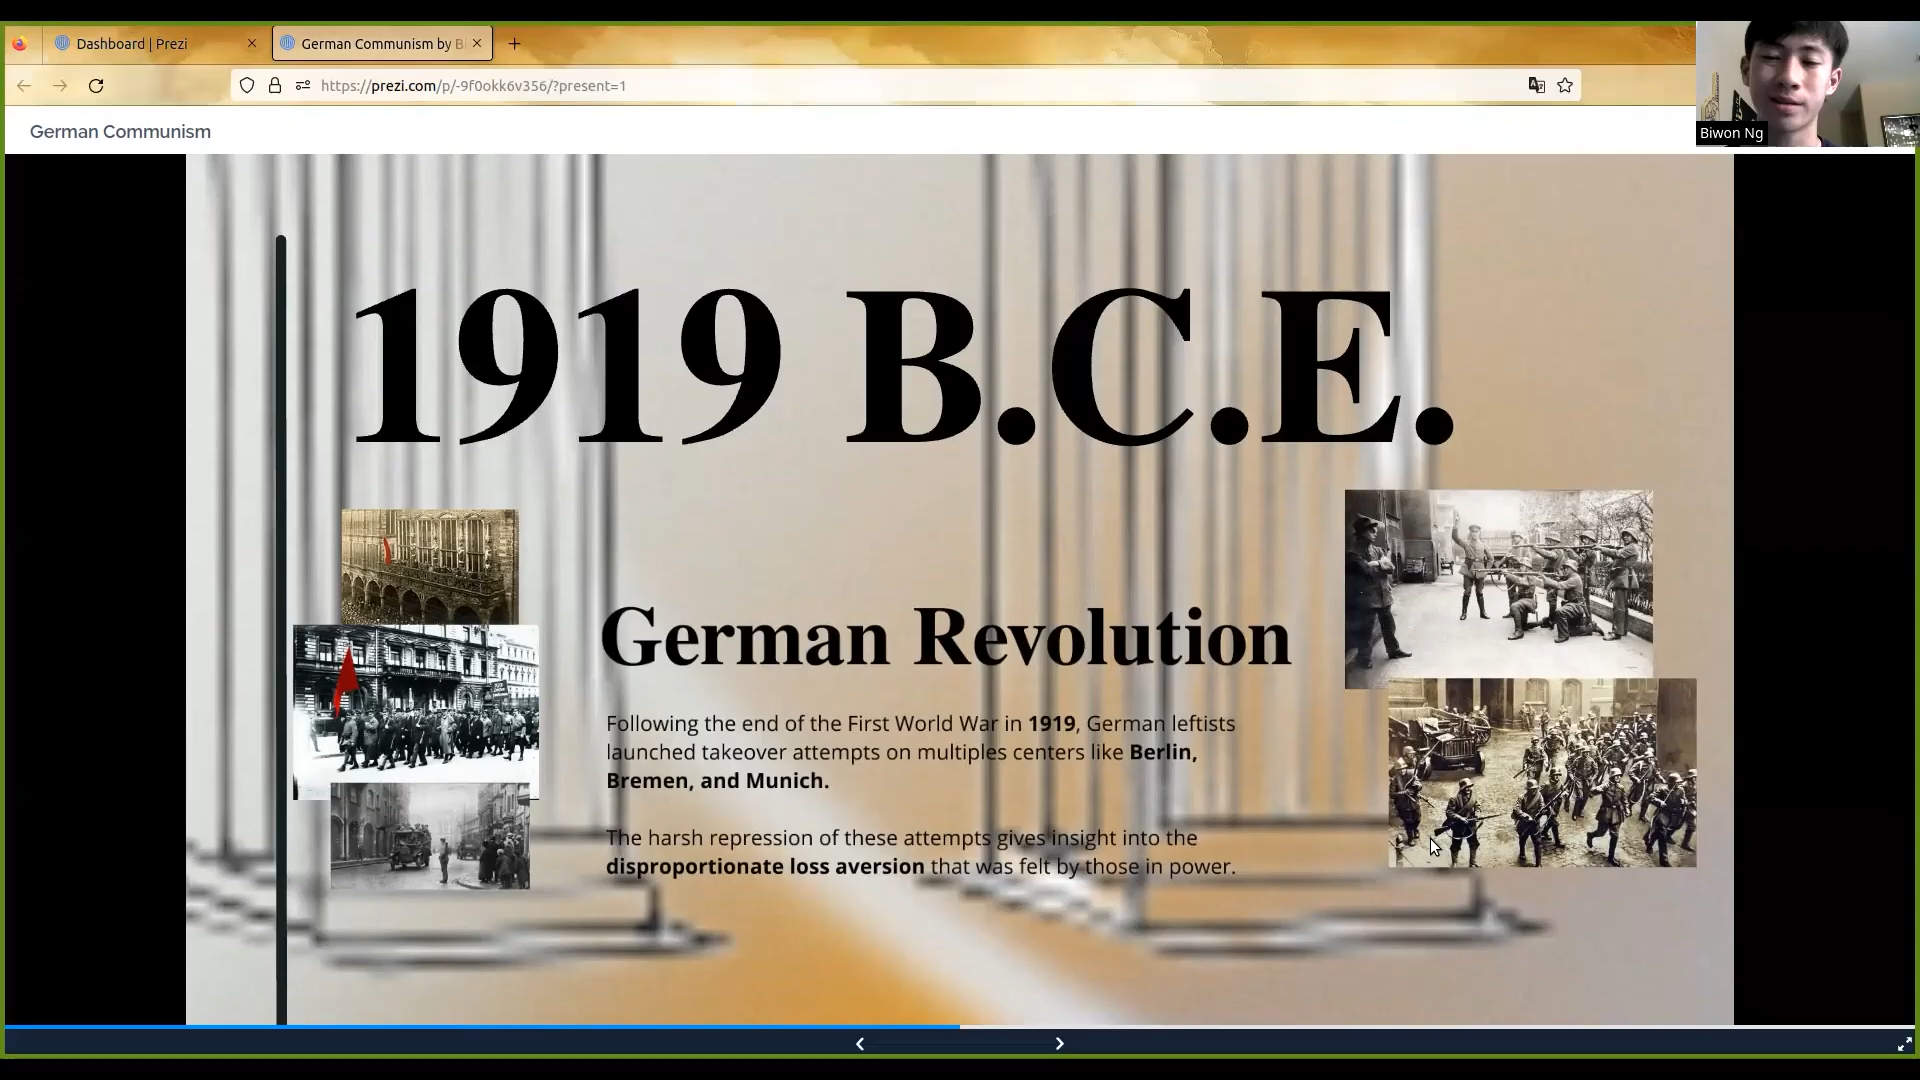 Dashboard | Prezi
German Communism by B
https://prezi.com/p/-9f0okk6v356/?present=1
Biwon Ng
German Communism
1919 B.C.E.
German Revolution
Following the end of the First World War in 1919, German leftists
launched takeover attempts on multiples centers like Berlin,
Bremen, and Munich.
The harsh repression of these attempts gives insight into the
disproportionate loss aversion that was felt by those in power.